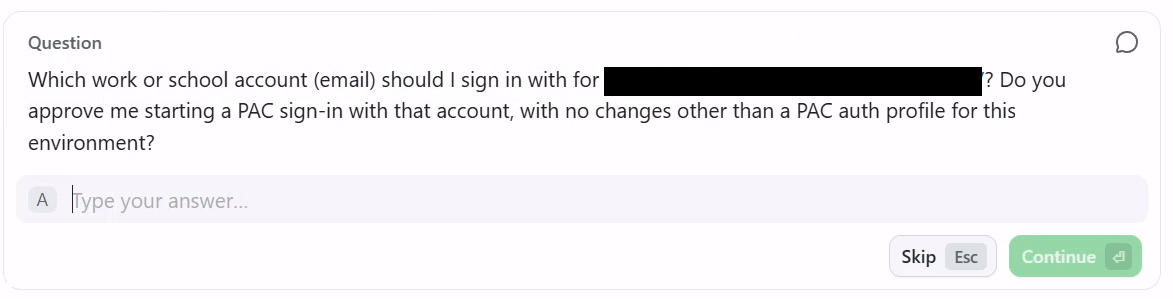 Question
Which work or school account (email) should I sign in with for /? Do you
approve me starting a PAC sign-in with that account, with no changes other than a PAC auth profile for this
environment?
A Type your answer...
Skip Esc Continue ⏎